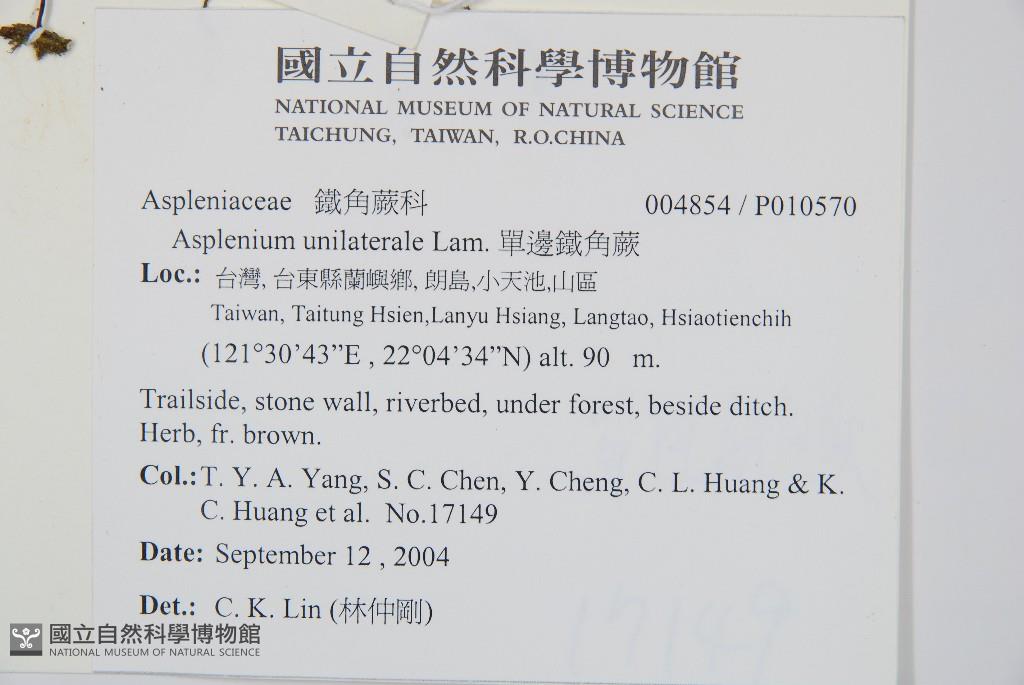 國立自然科學博物館
NATIONAL MUSEUM OF NATURAL SCIENCE
TAICHUNG, TAIWAN, R.O.CHINA
Aspleniaceae 鐵角蕨科 004854 / P010570
Asplenium unilaterale Lam. 單邊鐵角蕨
Loc.: 台灣, 台東縣蘭嶼鄉, 朗島,小天池,山區
Taiwan, Taitung Hsien,Lanyu Hsiang, Langtao, Hsiaotienchih
(121°30’43”E , 22°04’34”N) alt. 90 m.
Trailside, stone wall, riverbed, under forest, beside ditch.
Herb, fr. brown.
Col.: T. Y. A. Yang, S. C. Chen, Y. Cheng, C. L. Huang & K.
C. Huang et al. No.17149
Date: September 12 , 2004
Det.: C. K. Lin (林仲剛)
國立自然科學博物館
NATIONAL MUSEUM OF NATURAL SCIENCE